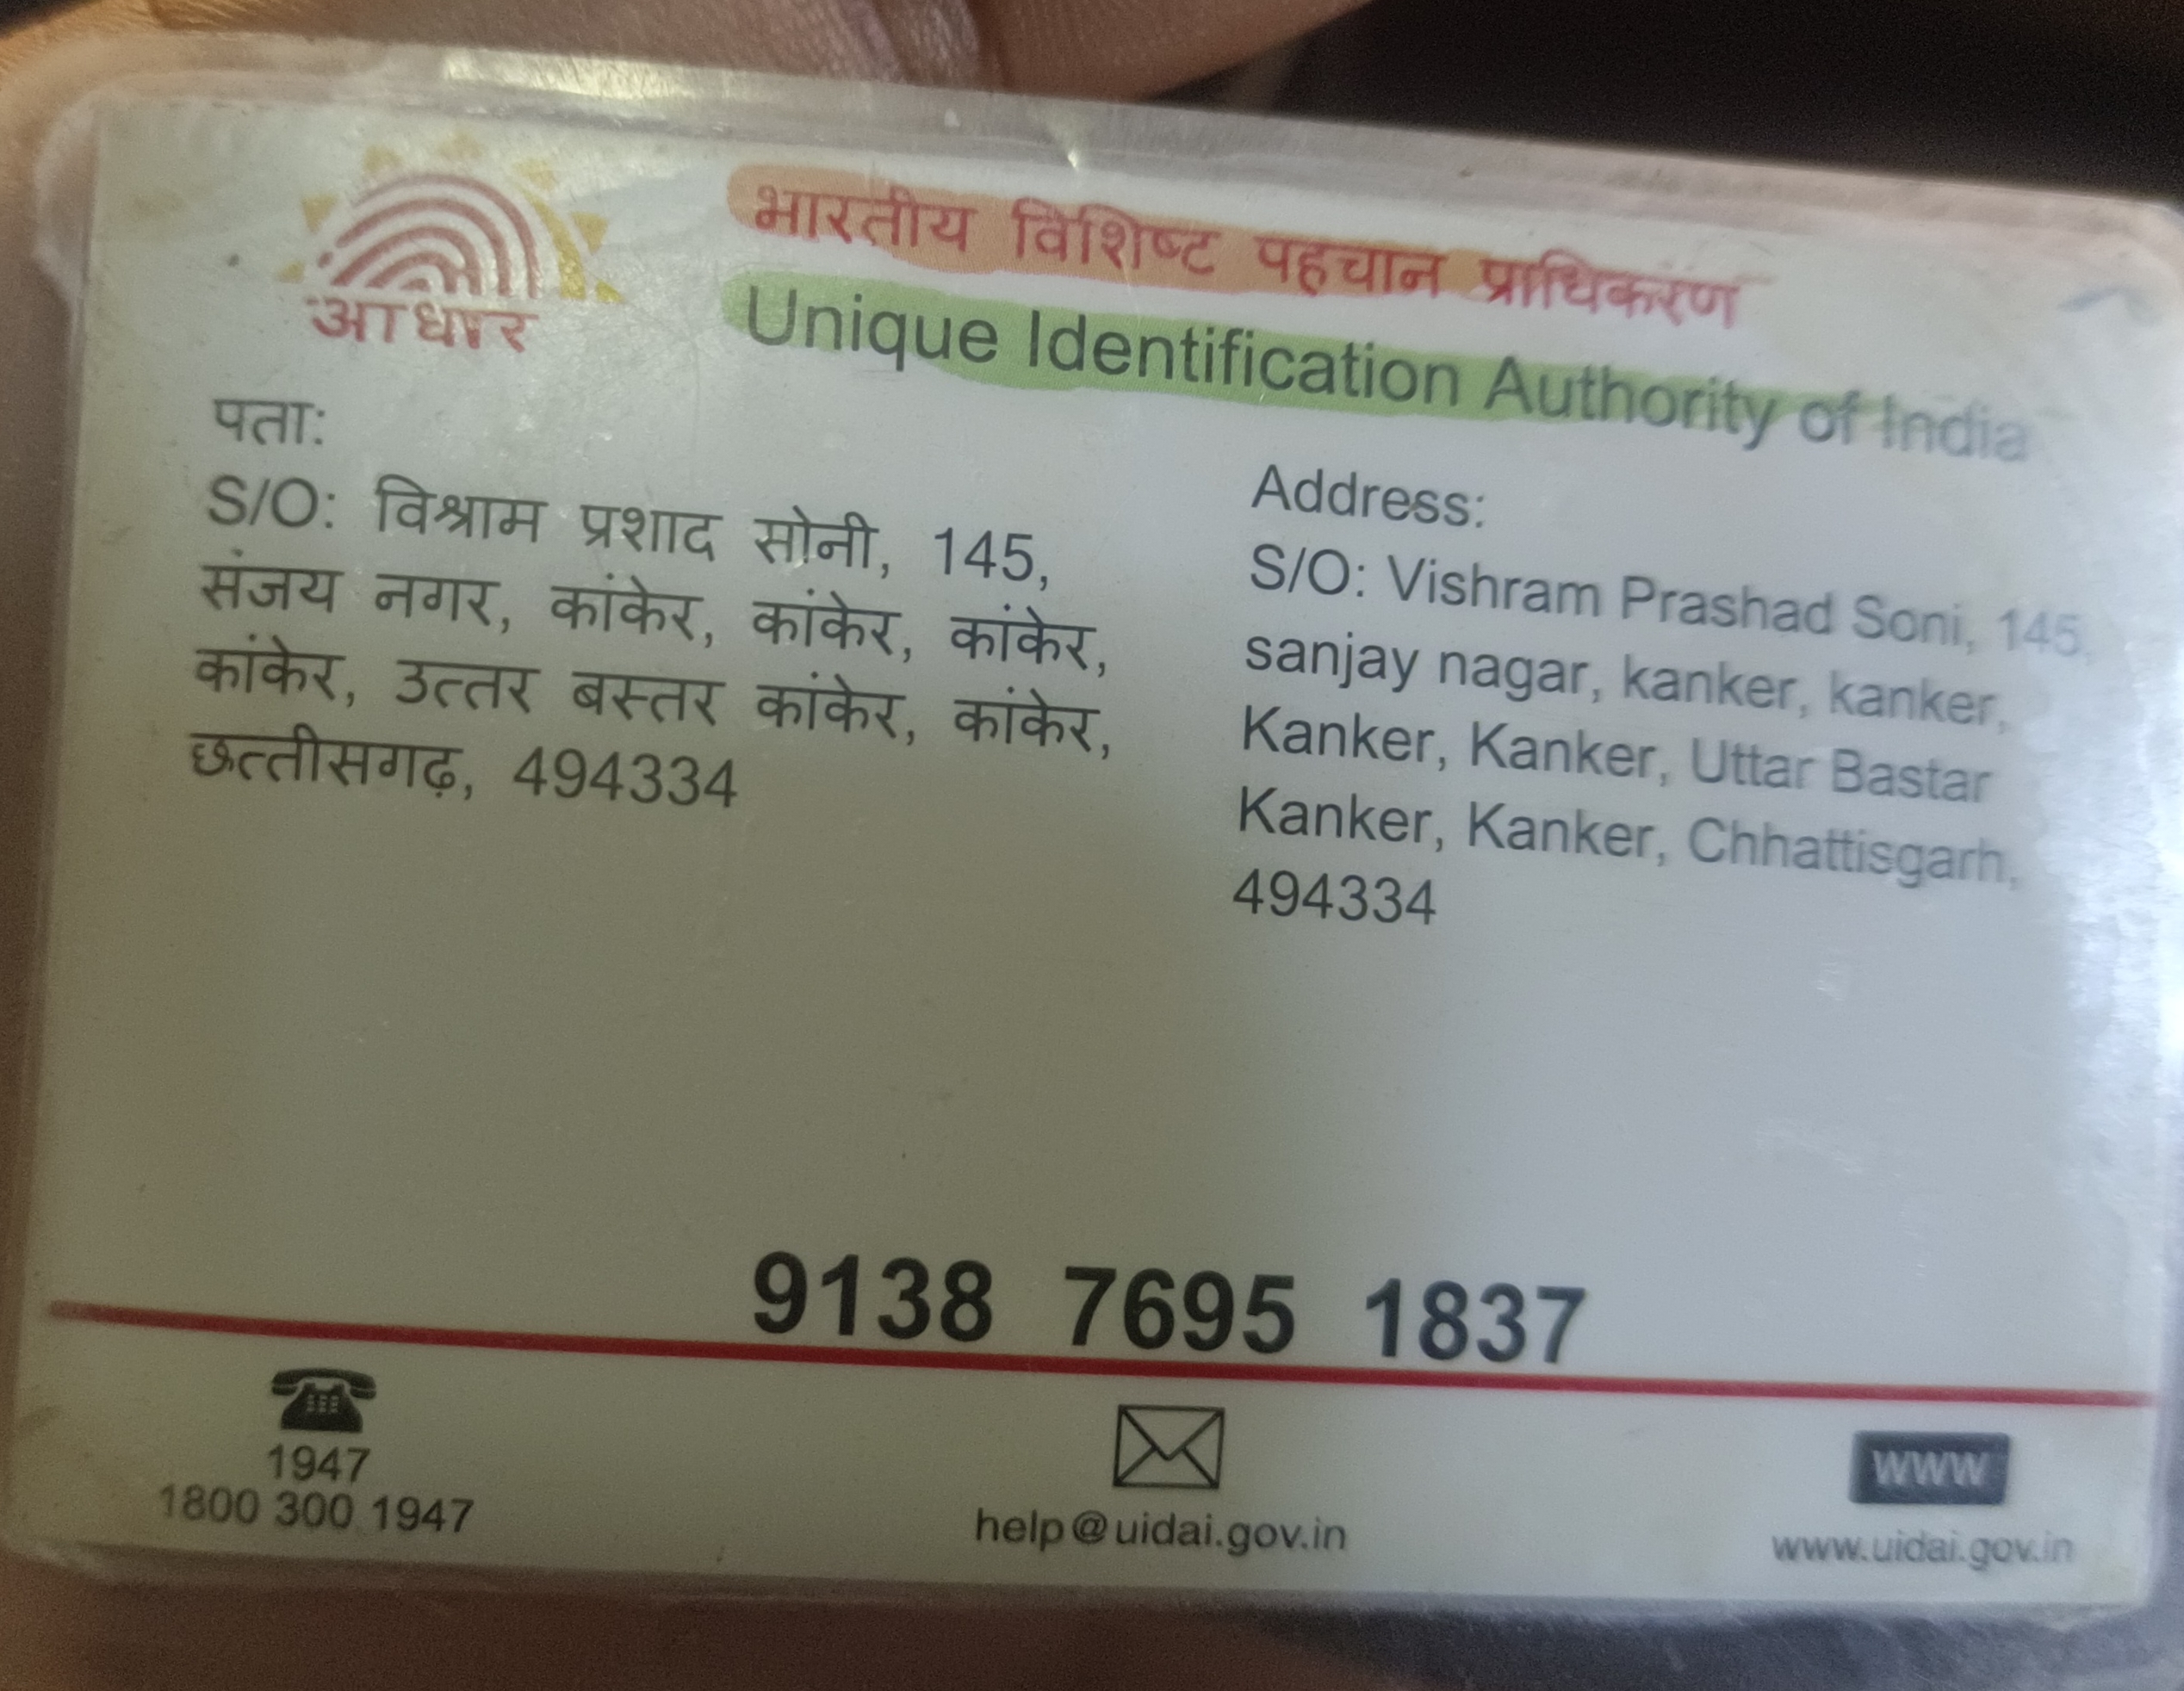 आधार
भारतीय विशिष्ट पहचान प्राधिकरण
Unique Identification Authority of India
पता:
S/O: विश्राम प्रशाद सोनी, 145,
संजय नगर, कांकेर, कांकेर, कांकेर,
कांकेर, उत्तर बस्तर कांकेर, कांकेर,
छत्तीसगढ़, 494334
Address:
S/O: Vishram Prashad Soni, 145,
sanjay nagar, kanker, kanker,
Kanker, Kanker, Uttar Bastar
Kanker, Kanker, Chhattisgarh,
494334
9138 7695 1837
1947
1800 300 1947
help@uidai.gov.in
www
www.uidai.gov.in